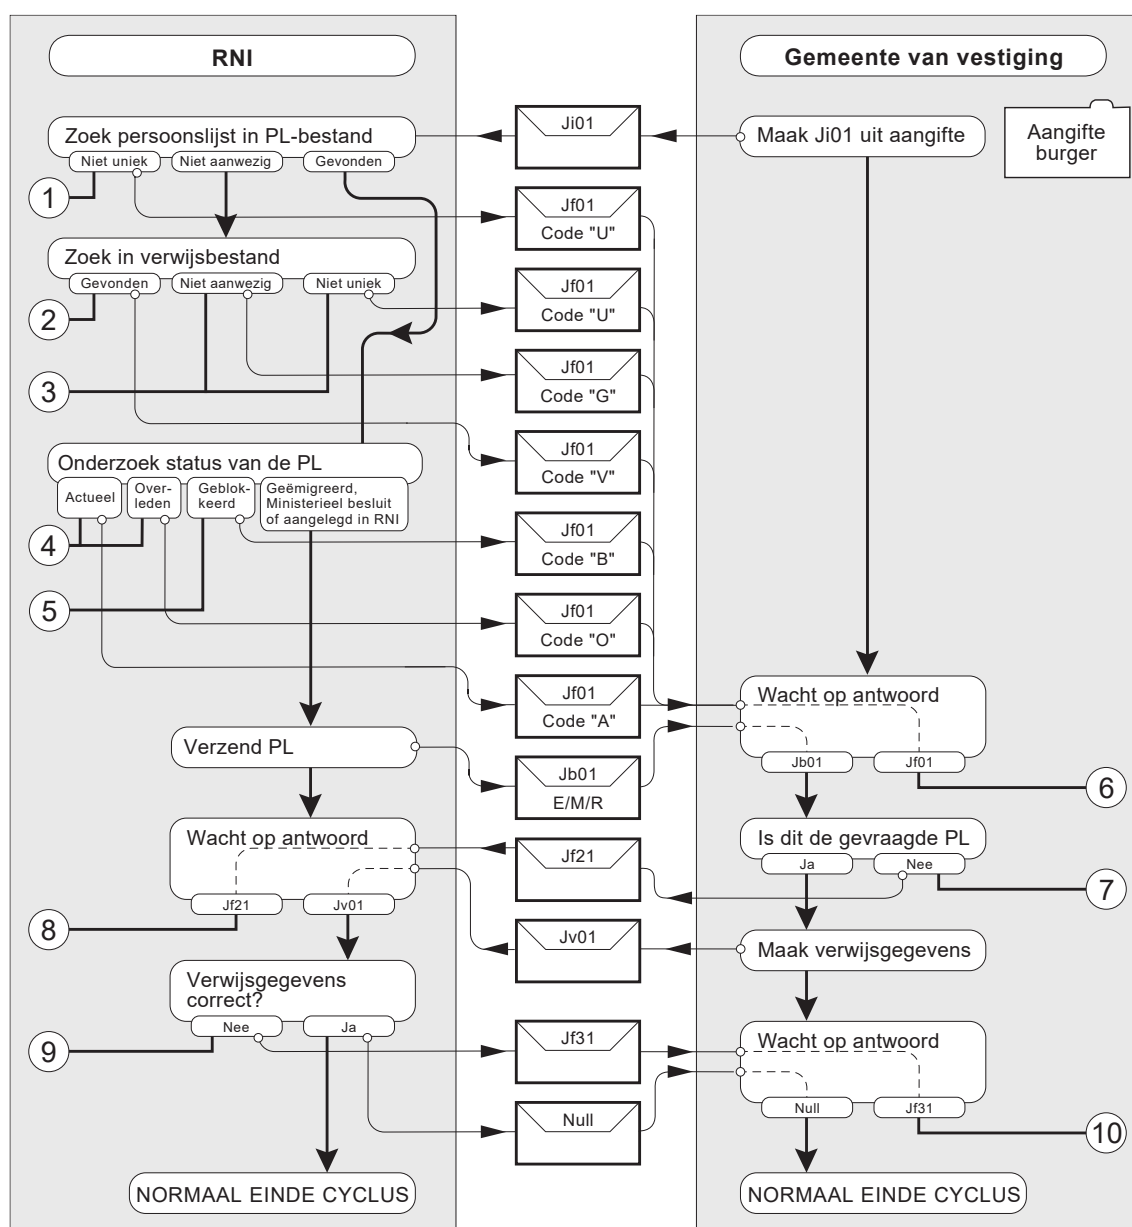 RNI
Gemeente van vestiging
Ji01
Zoek persoonslijst in PL-bestand
Maak Ji01 uit aangifte
Aangifte
burger
Niet uniek
Niet aanwezig
Gevonden
1
Jf01
Code "U"
Zoek in verwijsbestand
Gevonden
Niet aanwezig
Niet uniek
2
Jf01
Code "U"
3
Jf01
Code "G"
Jf01
Code "V"
Onderzoek status van de PL
Actueel
Over-
leden
Geblok-
keerd
Geëmigreerd,
Ministerieel besluit
of aangelegd in RNI
4
Jf01
Code "B"
5
Jf01
Code "O"
Jf01
Code "A"
Wacht op antwoord
Jb01
Jf01
6
Verzend PL
Jb01
E/M/R
Wacht op antwoord
Jf21
Jv01
8
Jf21
Is dit de gevraagde PL
Ja
Nee
7
Jv01
Maak verwijsgegevens
Verwijsgegevens
correct?
Nee
Ja
9
Jf31
Wacht op antwoord
Null
Jf31
10
Null
NORMAAL EINDE CYCLUS
NORMAAL EINDE CYCLUS